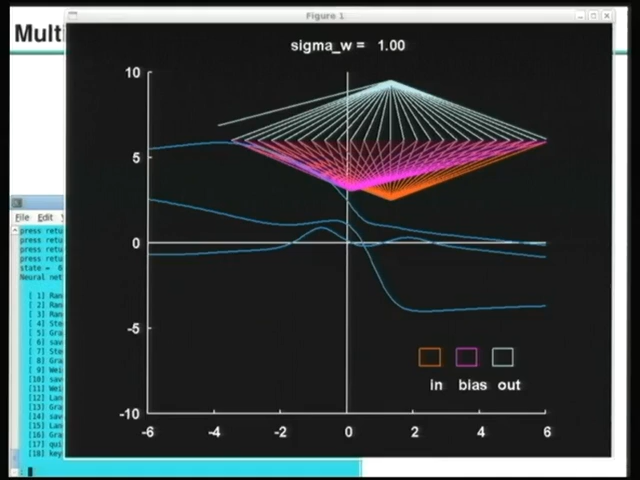 Figure 1
Multi
sigma_w = 1.00
10
5
0
-5
-10
-6
-4
-2
0
2
4
6
in bias out
File Edit
press retu
press retu
press retu
press retu
state = 6
Neural net
[ 1] Ran
[ 2] Ran
[ 3] Ran
[ 4] Ste
[ 5] Gra
[ 6] sav
[ 7] Ste
[ 8] Gra
[ 9] Wei
[10] sav
[11] Wei
[12] Lan
[13] Gra
[14] sav
[15] Lan
[16] Gra
[17] qui
[18] key
: